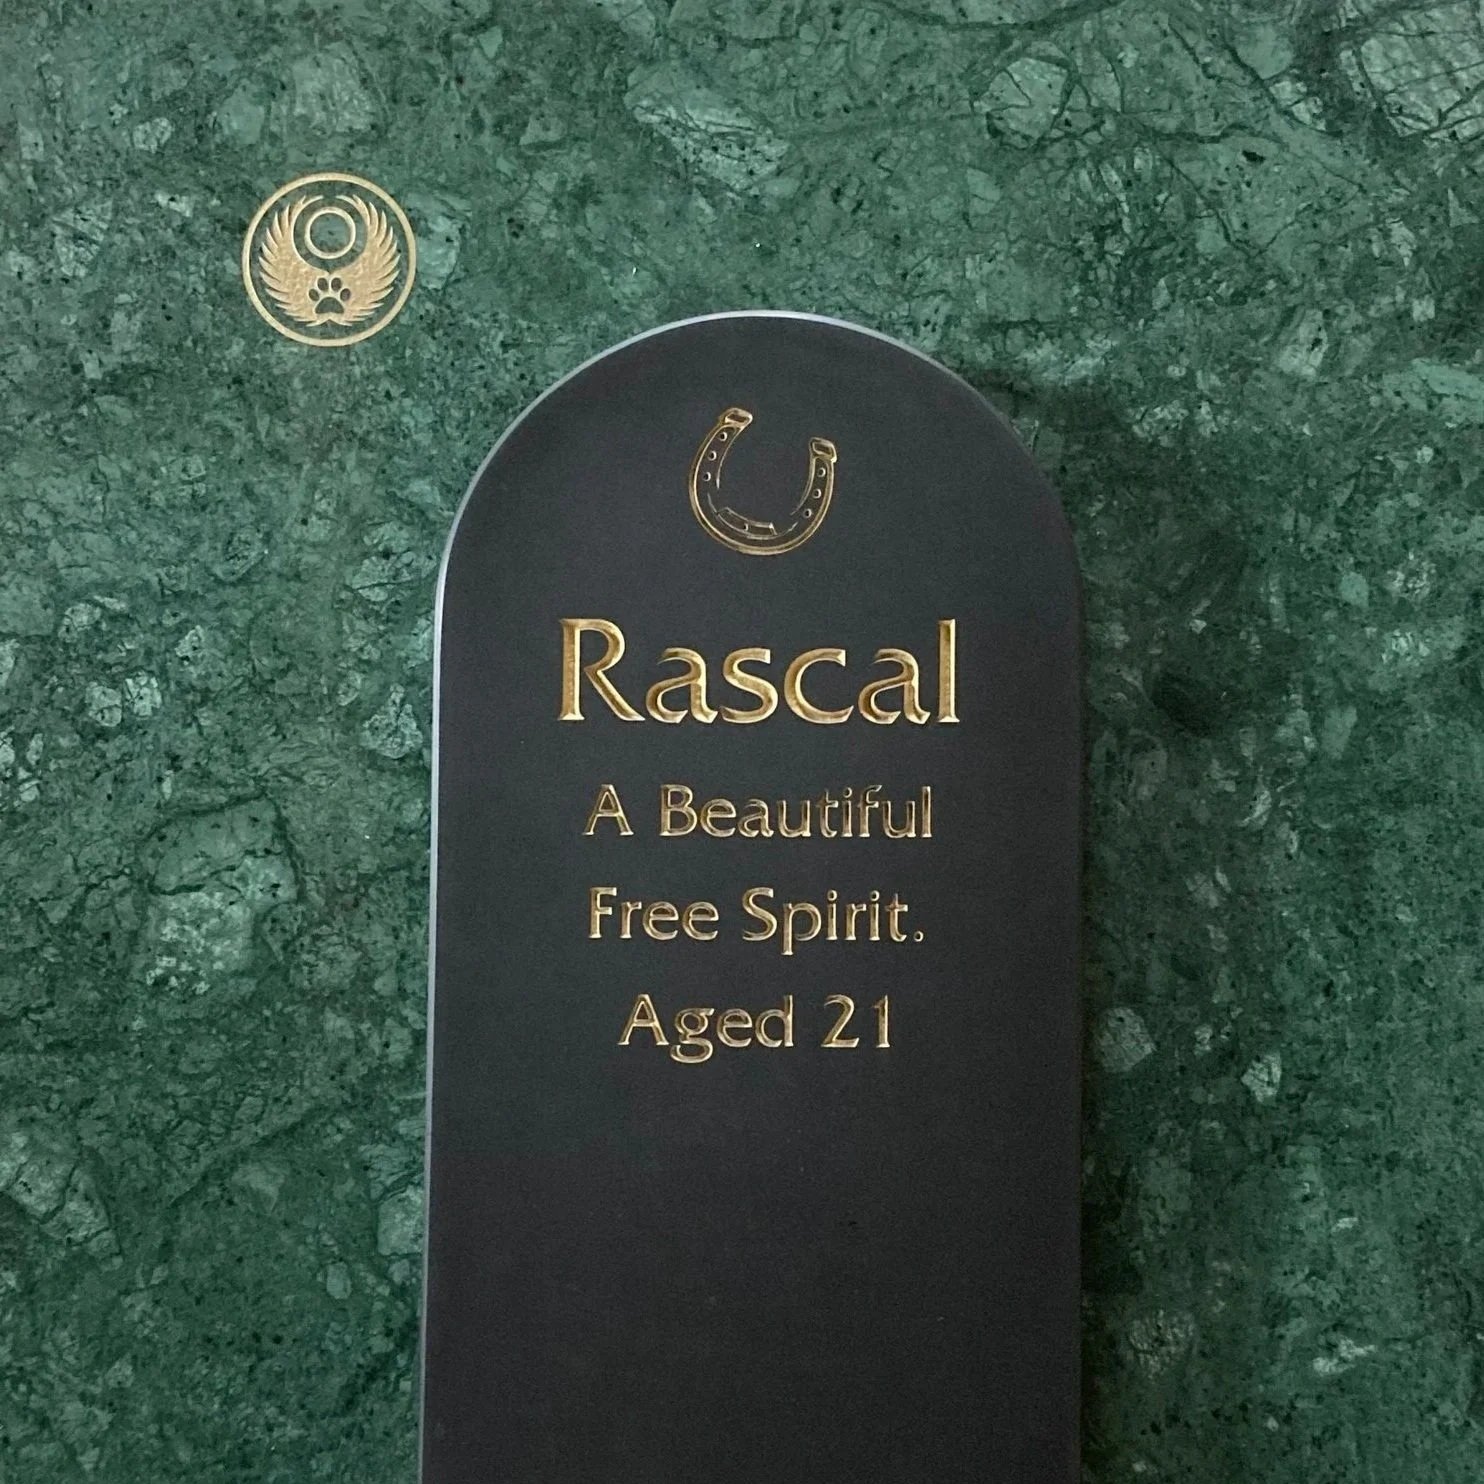 Rascal
A Beautiful
Free Spirit.
Aged 21